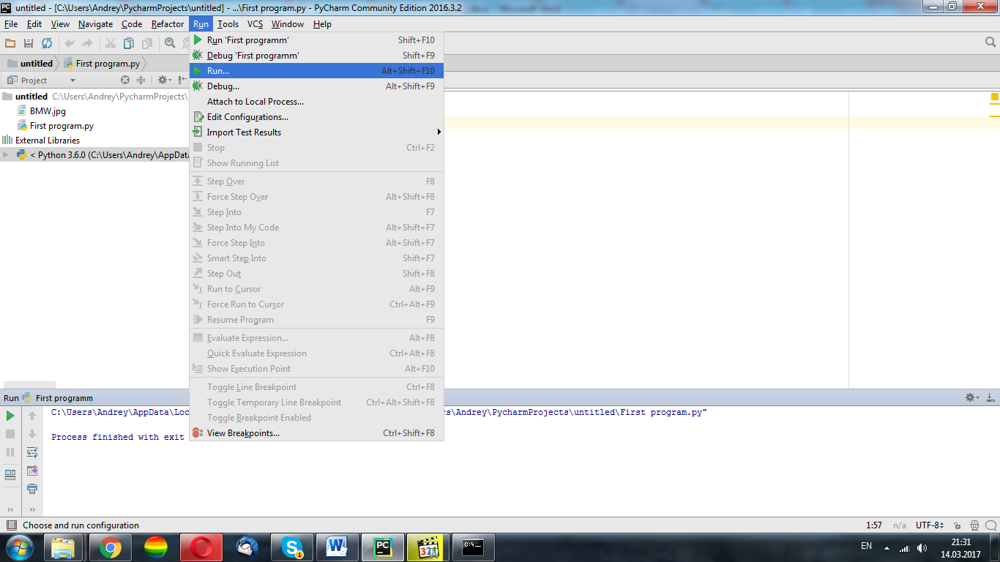 untitled - [C:\Users\Andrey\PycharmProjects\untitled] - ...\First program.py - PyCharm Community Edition 2016.3.2
File Edit View Navigate Code Refactor Run Tools VCS Window Help
untitled First program.py
Project
untitled C:\Users\Andrey\PycharmProjects\
BMW.jpg
First program.py
External Libraries
< Python 3.6.0 (C:\Users\Andrey\AppData
Run 'First programm' Shift+F10
Debug 'First programm' Shift+F9
Run... Alt+Shift+F10
Debug... Alt+Shift+F9
Attach to Local Process...
Edit Configurations...
Import Test Results
Stop Ctrl+F2
Show Running List
Step Over F8
Force Step Over Alt+Shift+F8
Step Into F7
Step Into My Code Alt+Shift+F7
Force Step Into Alt+Shift+F7
Smart Step Into Shift+F7
Step Out Shift+F8
Run to Cursor Alt+F9
Force Run to Cursor Ctrl+Alt+F9
Resume Program F9
Evaluate Expression... Alt+F8
Quick Evaluate Expression Ctrl+Alt+F8
Show Execution Point Alt+F10
Toggle Line Breakpoint Ctrl+F8
Toggle Temporary Line Breakpoint Ctrl+Alt+Shift+F8
Toggle Breakpoint Enabled
View Breakpoints... Ctrl+Shift+F8
Run First programm
C:\Users\Andrey\AppData\Loc s\Andrey\PycharmProjects\untitled\First program.py"
Process finished with exit
Choose and run configuration 1:57 n/a UTF-8
EN 21:31
14.03.2017